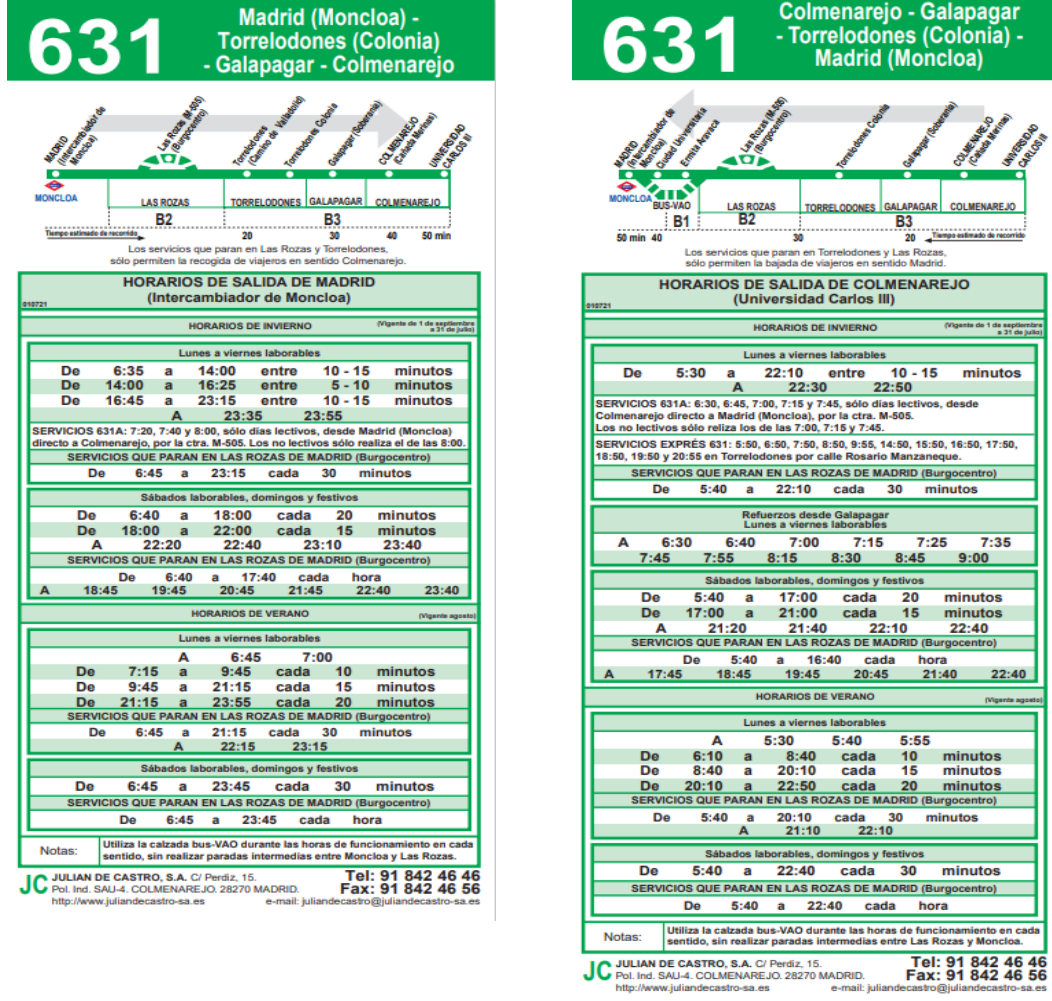 631
Madrid (Moncloa) -
Torrelodones (Colonia)
- Galapagar - Colmenarejo
MADRID
(Intercambiador de
Moncloa)
Las Rozas (M-505)
(Burgocentro)
Torrelodones
(Camino de Valladolid)
Torrelodones Colonia
Galapagar (Soberanía)
COLMENAREJO
(Cañada Merinas)
UNIVERSIDAD
CARLOS III
MONCLOA
LAS ROZAS TORRELODONES GALAPAGAR COLMENAREJO
B2 B3
Tiempo estimado de recorrido 20 30 40 50 min
Los servicios que paran en Las Rozas y Torrelodones,
sólo permiten la recogida de viajeros en sentido Colmenarejo.
HORARIOS DE SALIDA DE MADRID
(Intercambiador de Moncloa)
010721
HORARIOS DE INVIERNO (Vigente de 1 de septiembre
a 31 de julio)
Lunes a viernes laborables
De 6:35 a 14:00 entre 10 - 15 minutos
De 14:00 a 16:25 entre 5 - 10 minutos
De 16:45 a 23:15 entre 10 - 15 minutos
A 23:35 23:55
SERVICIOS 631A: 7:20, 7:40 y 8:00, sólo días lectivos, desde Madrid (Moncloa)
directo a Colmenarejo, por la ctra. M-505. Los no lectivos sólo realiza el de las 8:00.
SERVICIOS QUE PARAN EN LAS ROZAS DE MADRID (Burgocentro)
De 6:45 a 23:15 cada 30 minutos
Sábados laborables, domingos y festivos
De 6:40 a 18:00 cada 20 minutos
De 18:00 a 22:00 cada 15 minutos
A 22:20 22:40 23:10 23:40
SERVICIOS QUE PARAN EN LAS ROZAS DE MADRID (Burgocentro)
De 6:40 a 17:40 cada hora
A 18:45 19:45 20:45 21:45 22:40 23:40
HORARIOS DE VERANO (Vigente agosto)
Lunes a viernes laborables
A 6:45 7:00
De 7:15 a 9:45 cada 10 minutos
De 9:45 a 21:15 cada 15 minutos
De 21:15 a 23:55 cada 20 minutos
SERVICIOS QUE PARAN EN LAS ROZAS DE MADRID (Burgocentro)
De 6:45 a 21:15 cada 30 minutos
A 22:15 23:15
Sábados laborables, domingos y festivos
De 6:45 a 23:45 cada 30 minutos
SERVICIOS QUE PARAN EN LAS ROZAS DE MADRID (Burgocentro)
De 6:45 a 23:45 cada hora
Notas: Utiliza la calzada bus-VAO durante las horas de funcionamiento en cada
sentido, sin realizar paradas intermedias entre Moncloa y Las Rozas.
JC JULIAN DE CASTRO, S.A. C/ Perdiz, 15. Tel: 91 842 46 46
Pol. Ind. SAU-4. COLMENAREJO. 28270 MADRID. Fax: 91 842 46 56
http://www.juliandecastro-sa.es e-mail: juliandecastro@juliandecastro-sa.es
631
Colmenarejo - Galapagar
- Torrelodones (Colonia) -
Madrid (Moncloa)
MADRID
(Intercambiador de
Moncloa)
Ciudad Universitaria
Ermita Aravaca
Las Rozas (M-505)
(Burgocentro)
Torrelodones Colonia
Galapagar (Soberanía)
COLMENAREJO
(Cañada Merinas)
UNIVERSIDAD
CARLOS III
MONCLOA
BUS-VAO LAS ROZAS TORRELODONES GALAPAGAR COLMENAREJO
B1 B2 B3
50 min 40 30 20 Tiempo estimado de recorrido
Los servicios que paran en Torrelodones y Las Rozas,
sólo permiten la bajada de viajeros en sentido Madrid.
HORARIOS DE SALIDA DE COLMENAREJO
(Universidad Carlos III)
010721
HORARIOS DE INVIERNO (Vigente de 1 de septiembre
a 31 de julio)
Lunes a viernes laborables
De 5:30 a 22:10 entre 10 - 15 minutos
A 22:30 22:50
SERVICIOS 631A: 6:30, 6:45, 7:00, 7:15 y 7:45, sólo días lectivos, desde
Colmenarejo directo a Madrid (Moncloa), por la ctra. M-505.
Los no lectivos sólo reliza los de las 7:00, 7:15 y 7:45.
SERVICIOS EXPRÉS 631: 5:50, 6:50, 7:50, 8:50, 9:55, 14:50, 15:50, 16:50, 17:50,
18:50, 19:50 y 20:55 en Torrelodones por calle Rosario Manzaneque.
SERVICIOS QUE PARAN EN LAS ROZAS DE MADRID (Burgocentro)
De 5:40 a 22:10 cada 30 minutos
Refuerzos desde Galapagar
Lunes a viernes laborables
A 6:30 6:40 7:00 7:15 7:25 7:35
7:45 7:55 8:15 8:30 8:45 9:00
Sábados laborables, domingos y festivos
De 5:40 a 17:00 cada 20 minutos
De 17:00 a 21:00 cada 15 minutos
A 21:20 21:40 22:10 22:40
SERVICIOS QUE PARAN EN LAS ROZAS DE MADRID (Burgocentro)
De 5:40 a 16:40 cada hora
A 17:45 18:45 19:45 20:45 21:40 22:40
HORARIOS DE VERANO (Vigente agosto)
Lunes a viernes laborables
A 5:30 5:40 5:55
De 6:10 a 8:40 cada 10 minutos
De 8:40 a 20:10 cada 15 minutos
De 20:10 a 22:50 cada 20 minutos
SERVICIOS QUE PARAN EN LAS ROZAS DE MADRID (Burgocentro)
De 5:40 a 20:10 cada 30 minutos
A 21:10 22:10
Sábados laborables, domingos y festivos
De 5:40 a 22:40 cada 30 minutos
SERVICIOS QUE PARAN EN LAS ROZAS DE MADRID (Burgocentro)
De 5:40 a 22:40 cada hora
Notas: Utiliza la calzada bus-VAO durante las horas de funcionamiento en cada
sentido, sin realizar paradas intermedias entre Las Rozas y Moncloa.
JC JULIAN DE CASTRO, S.A. C/ Perdiz, 15. Tel: 91 842 46 46
Pol. Ind. SAU-4. COLMENAREJO. 28270 MADRID. Fax: 91 842 46 56
http://www.juliandecastro-sa.es e-mail: juliandecastro@juliandecastro-sa.es